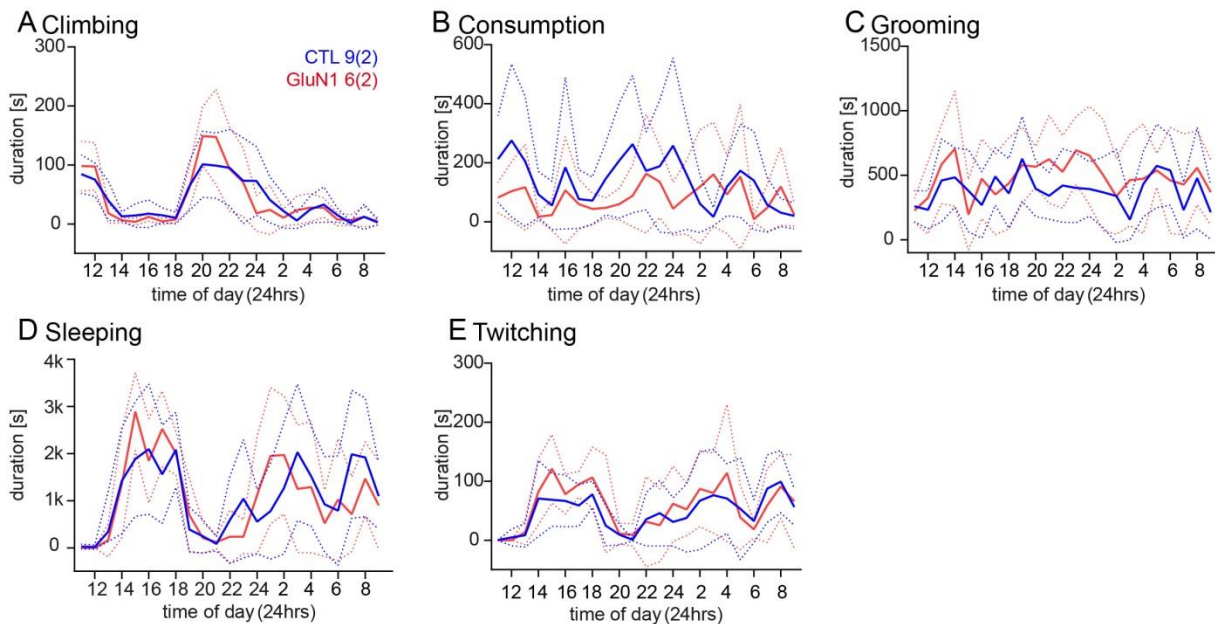 A Climbing
CTL 9(2)
GluN1 6(2)
duration [s]
300
200
100
0
12 14 16 18 20 22 24 2 4 6 8
time of day (24hrs)
B Consumption
duration [s]
600
400
200
0
12 14 16 18 20 22 24 2 4 6 8
time of day (24hrs)
C Grooming
duration [s]
1500
1000
500
0
12 14 16 18 20 22 24 2 4 6 8
time of day (24hrs)
D Sleeping
duration [s]
4k
3k
2k
1k
0
12 14 16 18 20 22 24 2 4 6 8
time of day (24hrs)
E Twitching
duration [s]
300
200
100
0
12 14 16 18 20 22 24 2 4 6 8
time of day (24hrs)